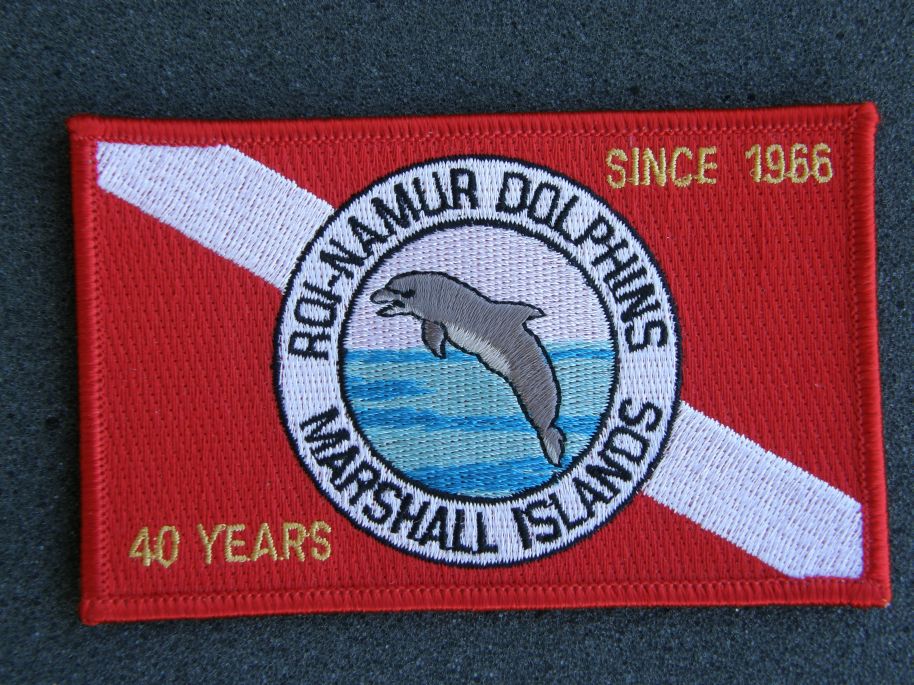 SINCE 1966
ROI-NAMUR DOLPHINS
MARSHALL ISLANDS
40 YEARS